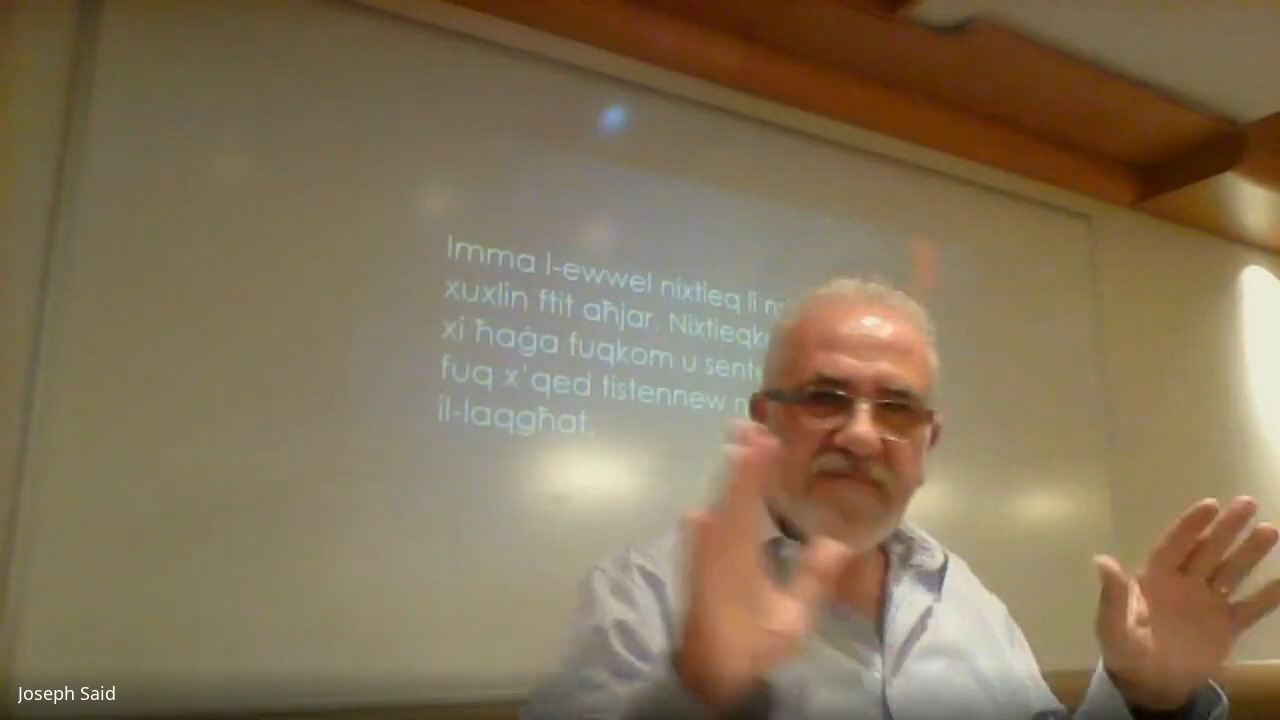 Imma l-ewwel nixtieq li
xuxlin ftit aħjar. Nixtieqk
xi ħaġa fuqkom u sent
fuq x'qed tistennew
il-laqgħat.
Joseph Said